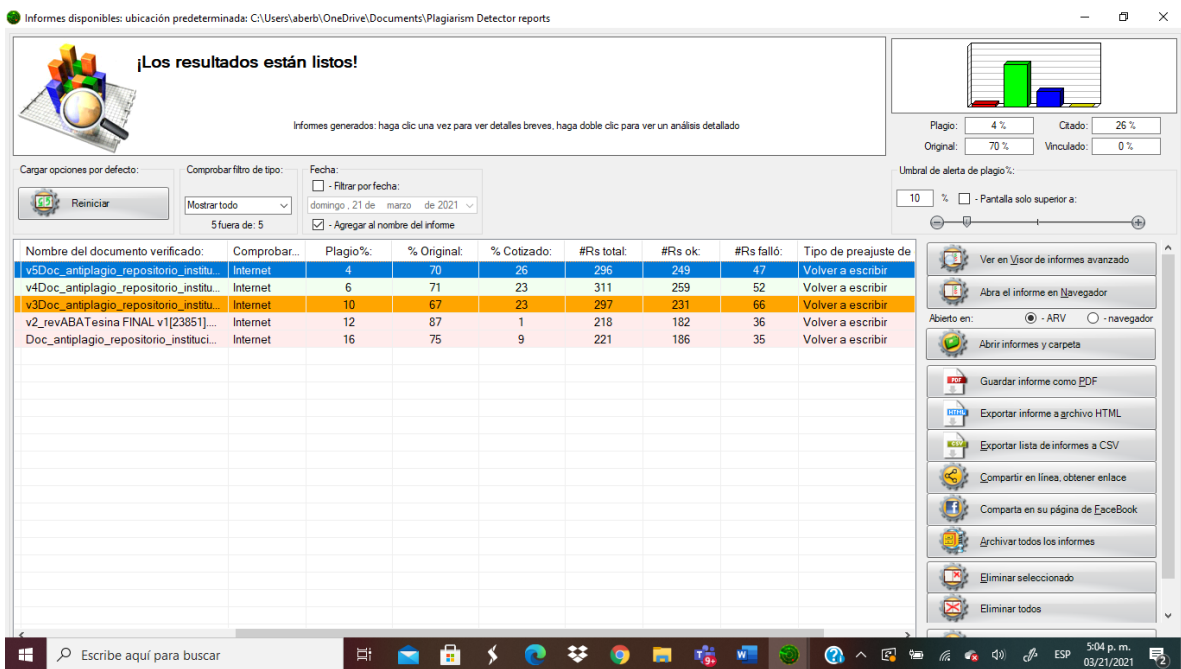 Informes disponibles: ubicación predeterminada: C:\Users\aberb\OneDrive\Documents\Plagiarism Detector reports
¡Los resultados están listos!
Informes generados: haga clic una vez para ver detalles breves, haga doble clic para ver un análisis detallado
Plagio: 4 % Citado: 26 %
Original: 70 % Vinculado: 0 %
Cargar opciones por defecto: Comprobar filtro de tipo: Fecha: Umbral de alerta de plagio%:
Reiniciar
- Filtrar por fecha:
Mostrar todo domingo , 21 de marzo de 2021 10 % - Pantalla solo superior a:
5 fuera de: 5 - Agregar al nombre del informe
Nombre del documento verificado: Comprobar... Plagio%: % Original: % Cotizado: #Rs total: #Rs ok: #Rs falló: Tipo de preajuste de
v5Doc_antiplagio_repositorio_institu... Internet 4 70 26 296 249 47 Volver a escribir
v4Doc_antiplagio_repositorio_institu... Internet 6 71 23 311 259 52 Volver a escribir
v3Doc_antiplagio_repositorio_institu... Internet 10 67 23 297 231 66 Volver a escribir
v2_revABATesina FINAL v1[23851].... Internet 12 87 1 218 182 36 Volver a escribir
Doc_antiplagio_repositorio_instituci... Internet 16 75 9 221 186 35 Volver a escribir
Ver en Visor de informes avanzado
Abra el informe en Navegador
Abierto en: - ARV - navegador
Abrir informes y carpeta
PDF Guardar informe como PDF
HTML Exportar informe a archivo HTML
Exportar lista de informes a CSV
Compartir en línea, obtener enlace
Comparta en su página de FaceBook
Archivar todos los informes
Eliminar seleccionado
Eliminar todos
Escribe aquí para buscar
9+
ESP
5:04 p. m.
03/21/2021
2